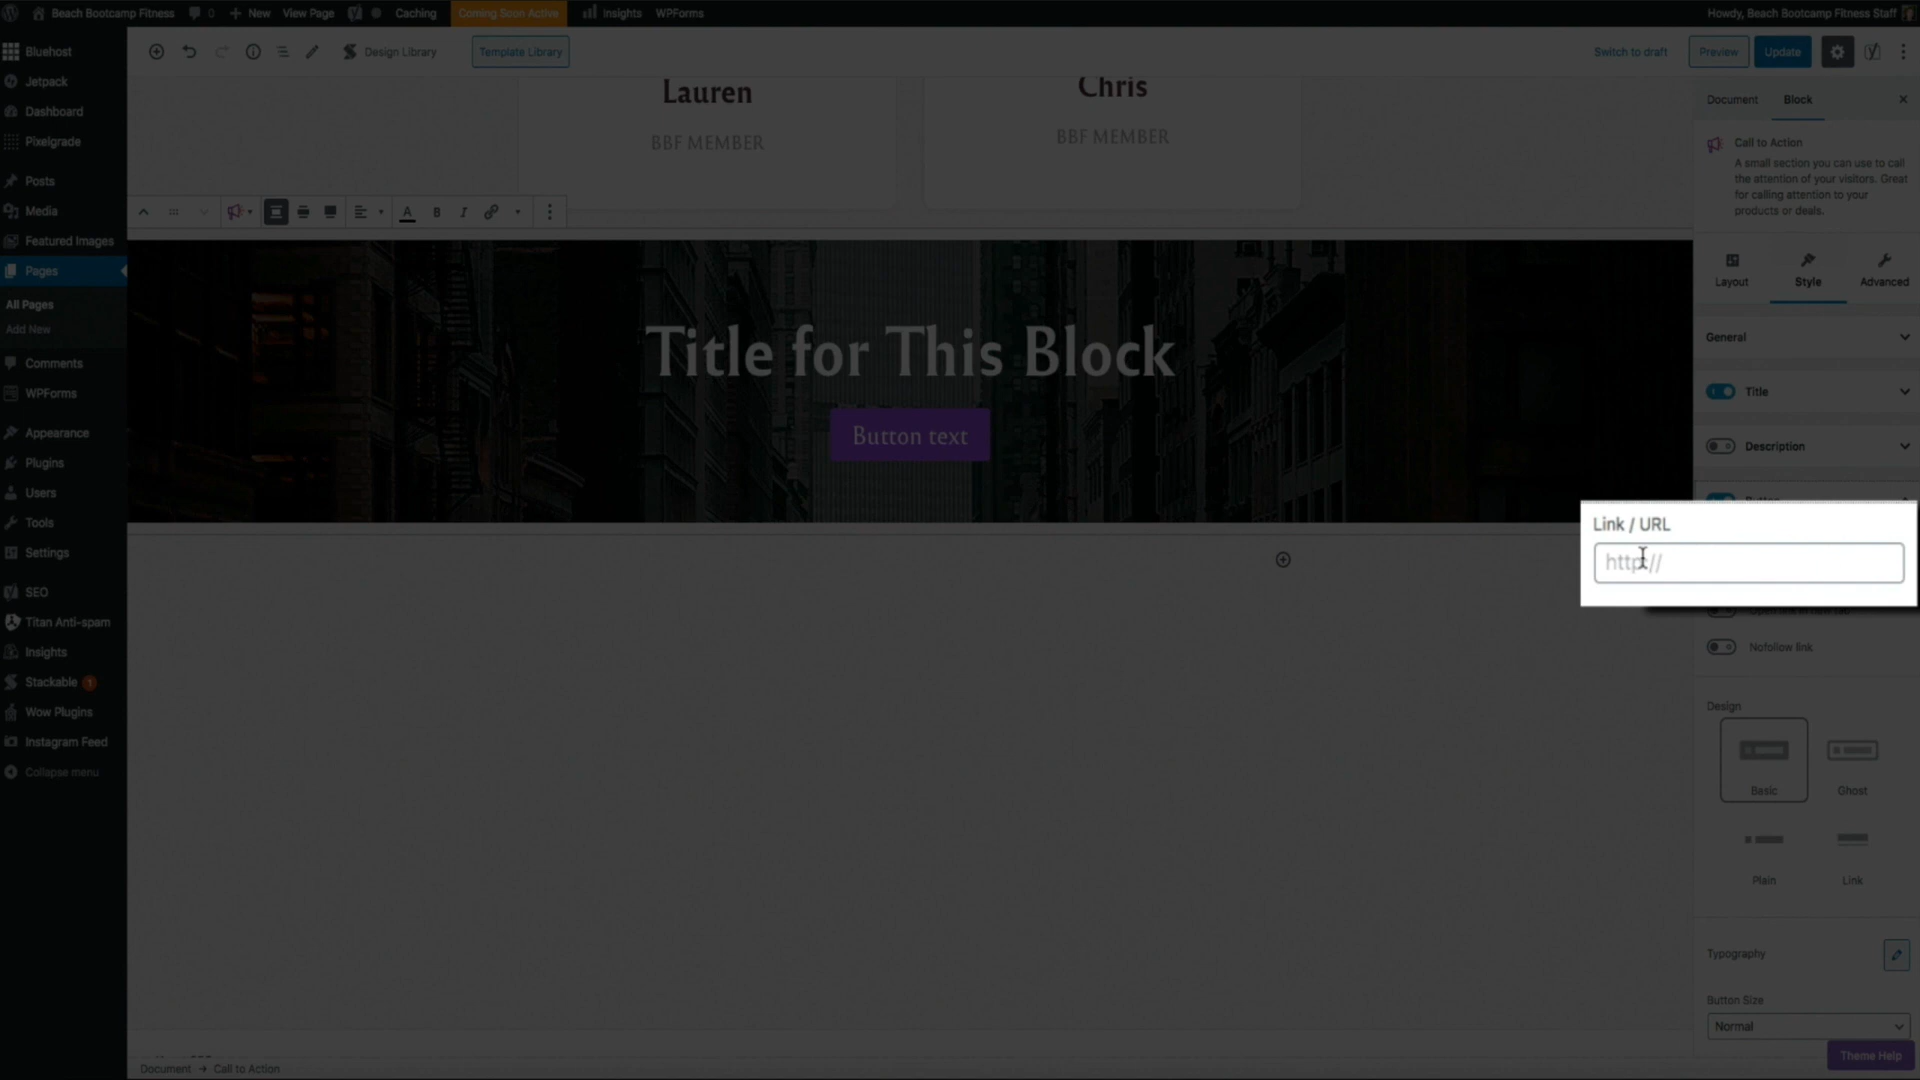 Beach Bootcamp Fitness
0
New
View Page
Caching
Coming Soon Active
Insights
WPForms
Howdy, Beach Bootcamp Fitness Staff
Bluehost
Jetpack
Dashboard
Pixelgrade
Posts
Media
Featured Images
Pages
All Pages
Add New
Comments
WPForms
Appearance
Plugins
Users
Tools
Settings
SEO
Titan Anti-spam
Insights
Stackable 1
Wow Plugins
Instagram Feed
Collapse menu
Design Library
Template Library
Switch to draft
Preview
Update
Lauren
BBF MEMBER
Chris
BBF MEMBER
A B I
Title for This Block
Button text
Document
Block
Call to Action
A small section you can use to call
the attention of your visitors. Great
for calling attention to your
products or deals.
Layout
Style
Advanced
General
Title
Description
Button
Link / URL
http://
Nofollow link
Design
Basic
Ghost
Plain
Link
Typography
Button Size
Normal
Theme Help
Document → Call to Action